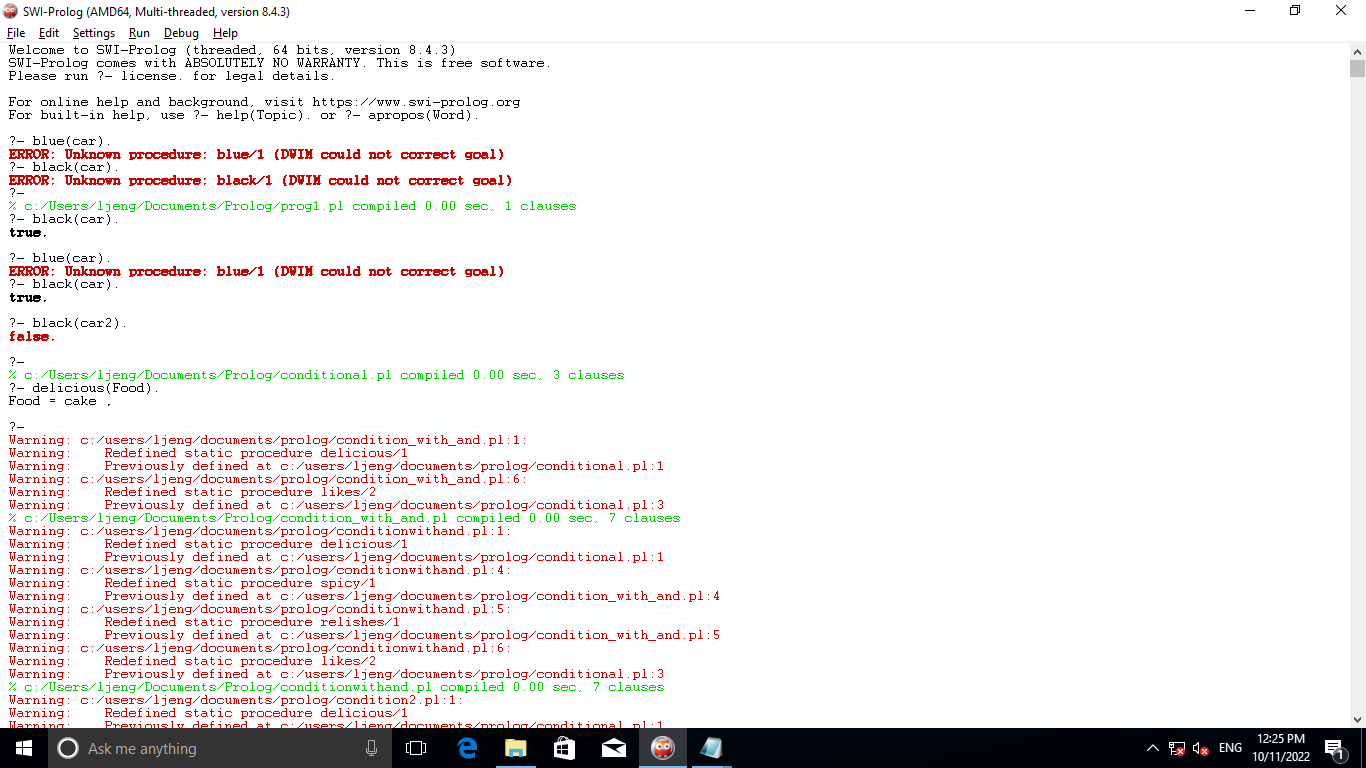 SWI-Prolog (AMD64, Multi-threaded, version 8.4.3)
File Edit Settings Run Debug Help
Welcome to SWI-Prolog (threaded, 64 bits, version 8.4.3)
SWI-Prolog comes with ABSOLUTELY NO WARRANTY. This is free software.
Please run ?- license. for legal details.
For online help and background, visit https://www.swi-prolog.org
For built-in help, use ?- help(Topic). or ?- apropos(Word).
?- blue(car).
ERROR: Unknown procedure: blue/1 (DWIM could not correct goal)
?- black(car).
ERROR: Unknown procedure: black/1 (DWIM could not correct goal)
?-
% c:/Users/ljeng/Documents/Prolog/prog1.pl compiled 0.00 sec, 1 clauses
?- black(car).
true.
?- blue(car).
ERROR: Unknown procedure: blue/1 (DWIM could not correct goal)
?- black(car).
true.
?- black(car2).
false.
?-
% c:/Users/ljeng/Documents/Prolog/conditional.pl compiled 0.00 sec, 3 clauses
?- delicious(Food).
Food = cake .
?-
Warning: c:/users/ljeng/documents/prolog/condition_with_and.pl:1:
Warning:    Redefined static procedure delicious/1
Warning:    Previously defined at c:/users/ljeng/documents/prolog/conditional.pl:1
Warning: c:/users/ljeng/documents/prolog/condition_with_and.pl:6:
Warning:    Redefined static procedure likes/2
Warning:    Previously defined at c:/users/ljeng/documents/prolog/conditional.pl:3
% c:/Users/ljeng/Documents/Prolog/condition_with_and.pl compiled 0.00 sec, 7 clauses
Warning: c:/users/ljeng/documents/prolog/conditionwithand.pl:1:
Warning:    Redefined static procedure delicious/1
Warning:    Previously defined at c:/users/ljeng/documents/prolog/conditional.pl:1
Warning: c:/users/ljeng/documents/prolog/conditionwithand.pl:4:
Warning:    Redefined static procedure spicy/1
Warning:    Previously defined at c:/users/ljeng/documents/prolog/condition_with_and.pl:4
Warning: c:/users/ljeng/documents/prolog/conditionwithand.pl:5:
Warning:    Redefined static procedure relishes/1
Warning:    Previously defined at c:/users/ljeng/documents/prolog/condition_with_and.pl:5
Warning: c:/users/ljeng/documents/prolog/conditionwithand.pl:6:
Warning:    Redefined static procedure likes/2
Warning:    Previously defined at c:/users/ljeng/documents/prolog/conditional.pl:3
% c:/Users/ljeng/Documents/Prolog/conditionwithand.pl compiled 0.00 sec, 7 clauses
Warning: c:/users/ljeng/documents/prolog/condition2.pl:1:
Warning:    Redefined static procedure delicious/1
Warning:    Previously defined at c:/users/ljeng/documents/prolog/conditional.pl:1
Ask me anything
ENG
12:25 PM
10/11/2022
1